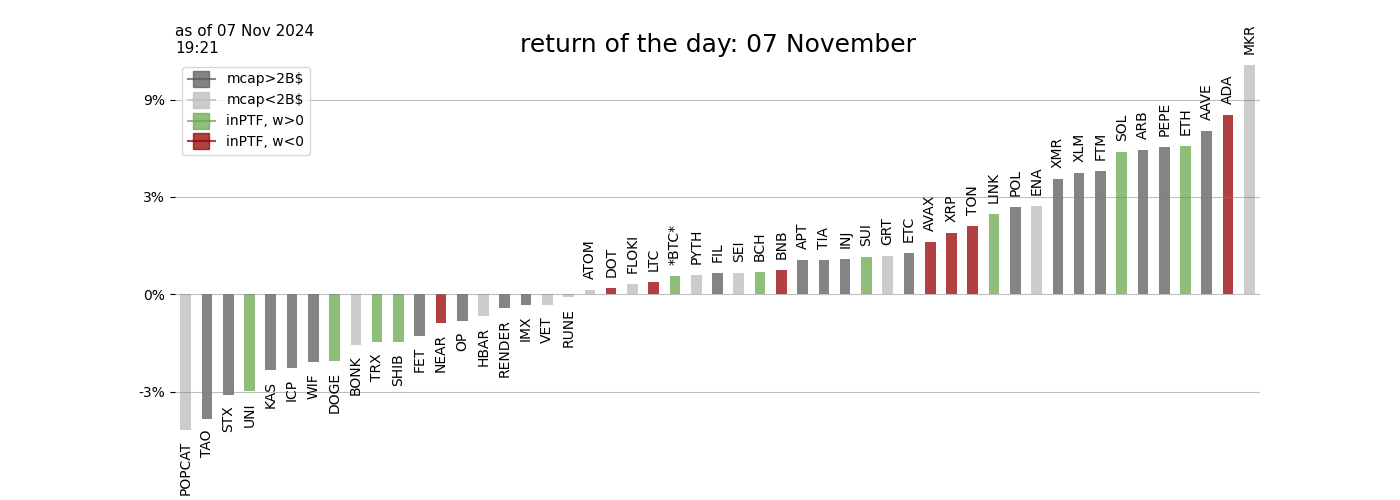 as of 07 Nov 2024
19:21
return of the day: 07 November
mcap>2B$
mcap<2B$
inPTF, w>0
inPTF, w<0
9%
3%
0%
-3%
POPCAT
TAO
STX
UNI
KAS
ICP
WIF
DOGE
BONK
TRX
SHIB
FET
NEAR
OP
HBAR
RENDER
IMX
VET
RUNE
ATOM
DOT
FLOKI
LTC
*BTC*
PYTH
FIL
SEI
BCH
BNB
APT
TIA
INJ
SUI
GRT
ETC
AVAX
XRP
TON
LINK
POL
ENA
XMR
XLM
FTM
SOL
ARB
PEPE
ETH
AAVE
ADA
MKR